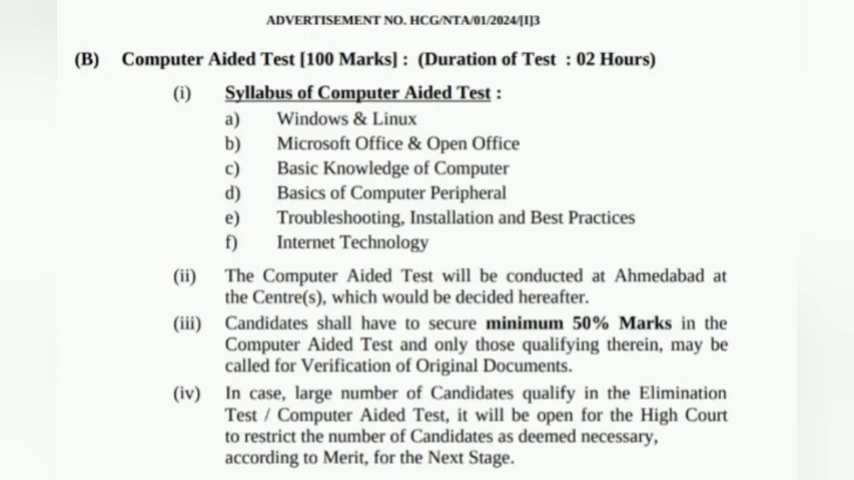 ADVERTISEMENT NO. HCG/NTA/01/2024/[I]3
(B) Computer Aided Test [100 Marks] : (Duration of Test : 02 Hours)
(i) Syllabus of Computer Aided Test :
a) Windows & Linux
b) Microsoft Office & Open Office
c) Basic Knowledge of Computer
d) Basics of Computer Peripheral
e) Troubleshooting, Installation and Best Practices
f) Internet Technology
(ii) The Computer Aided Test will be conducted at Ahmedabad at
the Centre(s), which would be decided hereafter.
(iii) Candidates shall have to secure minimum 50% Marks in the
Computer Aided Test and only those qualifying therein, may be
called for Verification of Original Documents.
(iv) In case, large number of Candidates qualify in the Elimination
Test / Computer Aided Test, it will be open for the High Court
to restrict the number of Candidates as deemed necessary,
according to Merit, for the Next Stage.